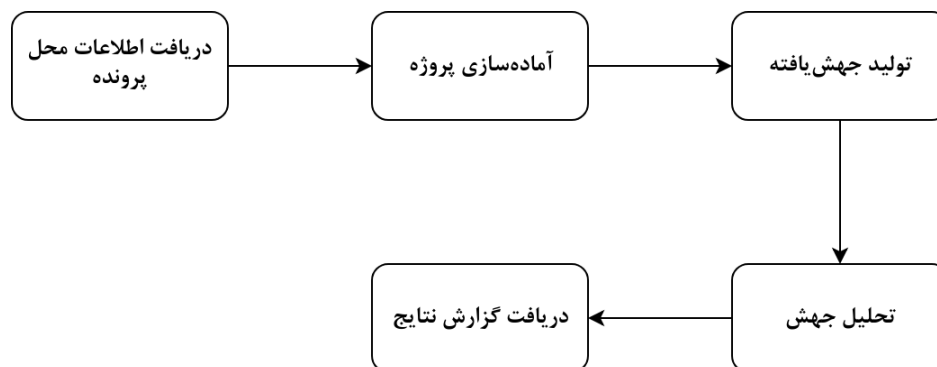 دریافت اطلاعات محل
پرونده
آماده‌سازی پروژه
تولید جهش‌یافته
تحلیل جهش
دریافت گزارش نتایج